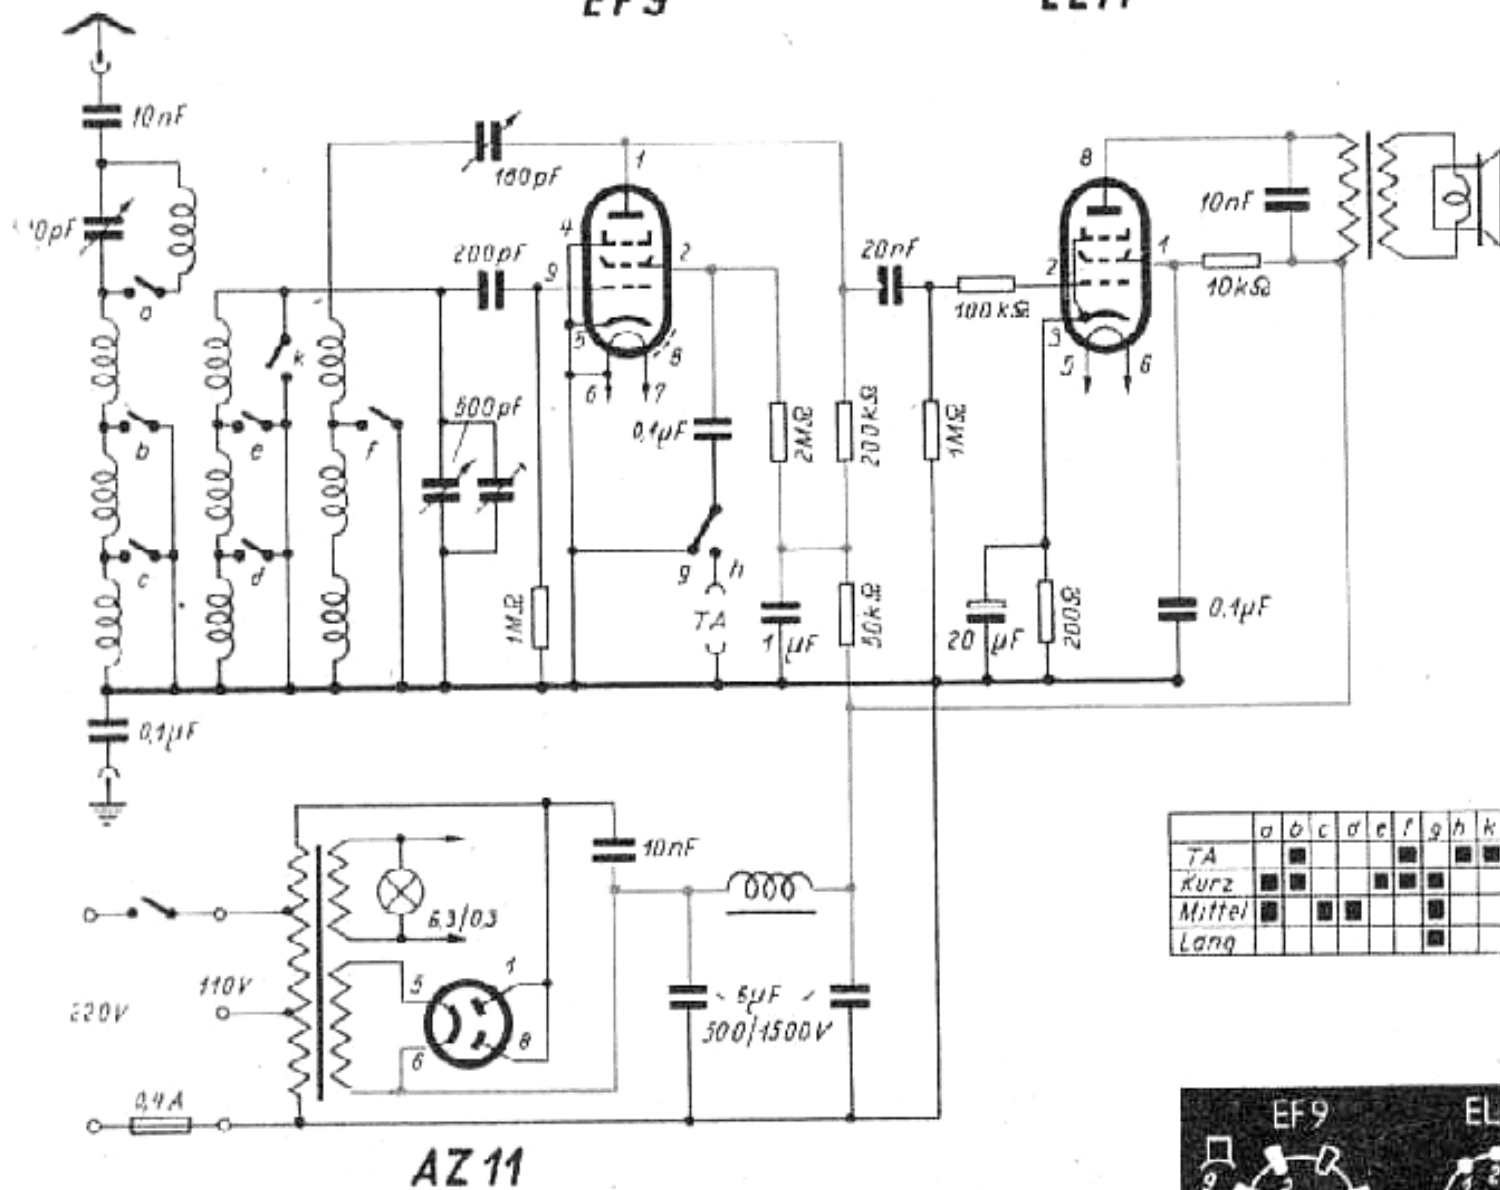 EF9
10nF
180pF
200pF
9
4
1
2
5
8
6
7
500pF
0,1µF
2MΩ
200kΩ
20nF
100kΩ
1MΩ
8
2
1
3
5
6
10nF
10kΩ
a
b
c
k
e
d
f
g
h
TA
1MΩ
1µF
50kΩ
20µF
200Ω
0.1µF
0,1µF
10nF
6,3/0,3
110V
220V
5
1
6
8
6µF
500/1500V
0,4A
AZ11
a b c d e f g h k
TA
Kurz
Mittel
Lang
EF9
9